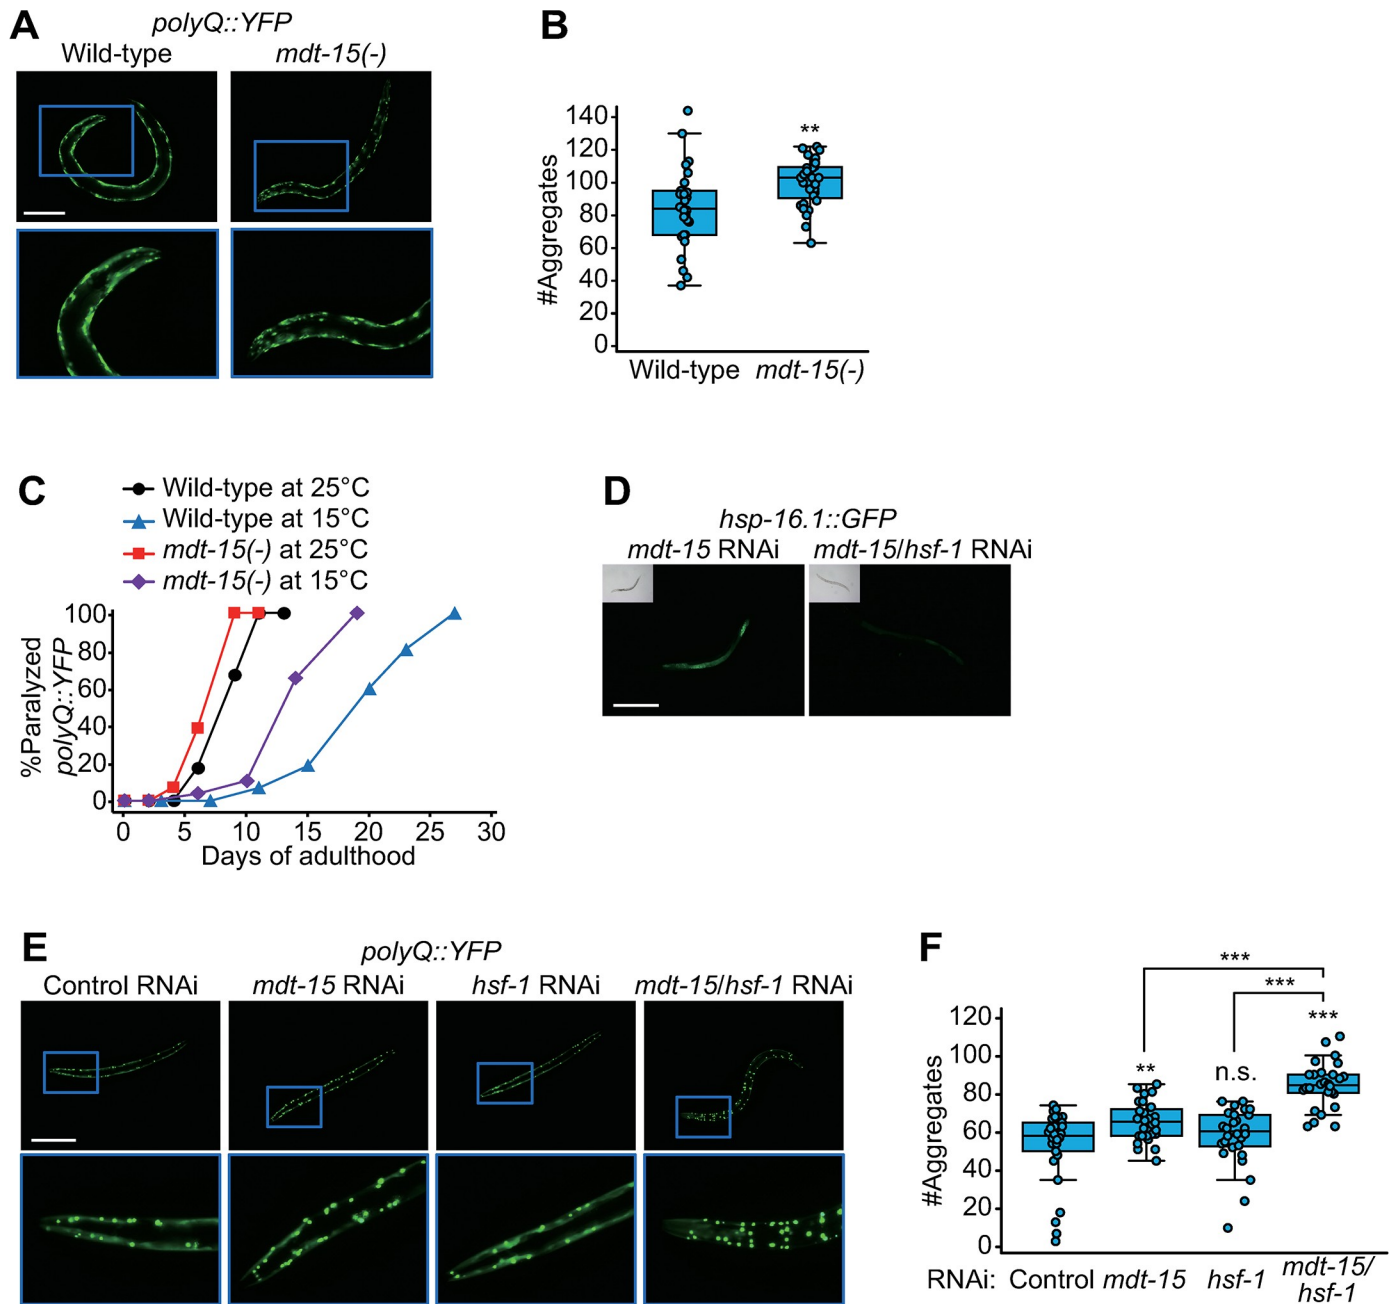 A
polyQ::YFP
Wild-type
mdt-15(-)
B
#Aggregates
140
120
100
80
60
40
20
0
**
Wild-type
mdt-15(-)
C
Wild-type at 25°C
Wild-type at 15°C
mdt-15(-) at 25°C
mdt-15(-) at 15°C
%Paralyzed
polyQ::YFP
100
80
60
40
20
0
0 5 10 15 20 25 30
Days of adulthood
D
hsp-16.1::GFP
mdt-15 RNAi
mdt-15/hsf-1 RNAi
E
polyQ::YFP
Control RNAi
mdt-15 RNAi
hsf-1 RNAi
mdt-15/hsf-1 RNAi
F
#Aggregates
120
100
80
60
40
20
0
***
***
***
**
n.s.
RNAi: Control mdt-15 hsf-1 mdt-15/
hsf-1